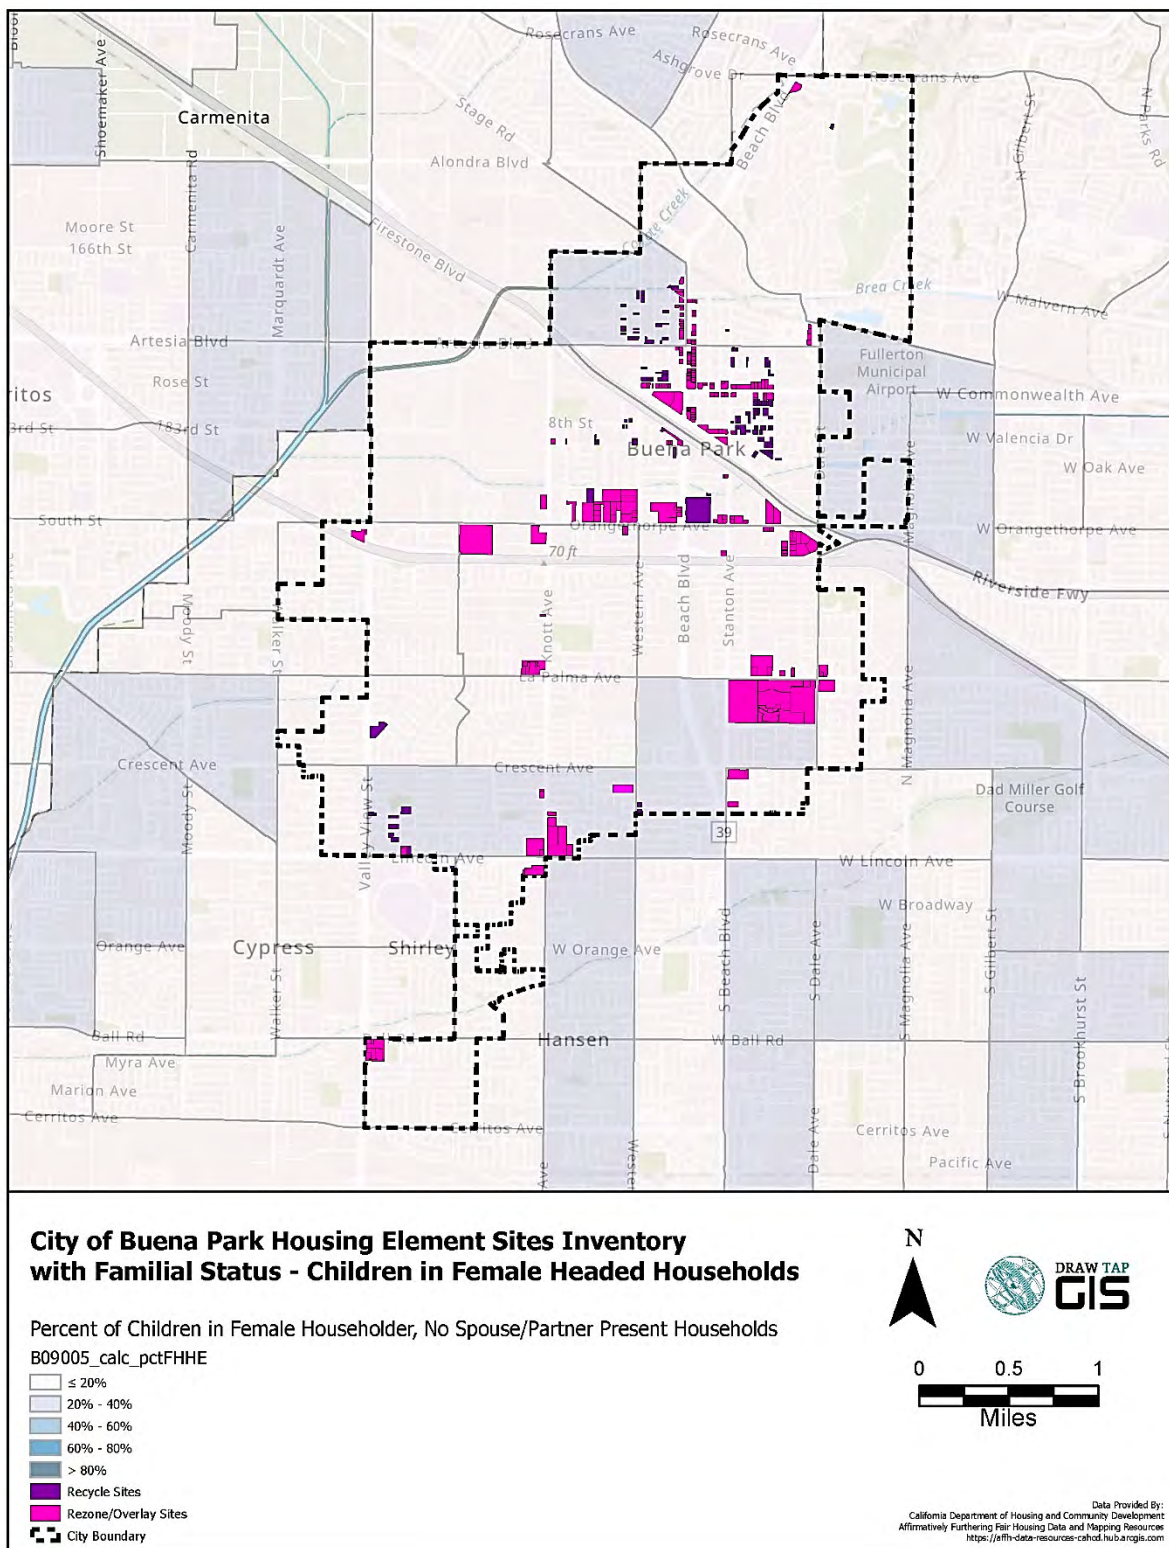 Rosecrans Ave
Rosecrans Ave
Ashgrove Dr
Rosecrans Ave
Shoemaker Ave
Carmenita
Stage Rd
Beach Blvd
N Gilbert St
N Parks Rd
Alondra Blvd
Carmenita Rd
Moore St
166th St
Marquardt Ave
Firestone Blvd
Coyote Creek
Brea Creek
W Malvern Ave
Artesia Blvd
Artesia Blvd
Fullerton
Municipal
Airport
Rose St
ritos
W Commonwealth Ave
3rd St
183rd St
8th St
Buena Park
W Valencia Dr
W Oak Ave
South St
Orangethorpe Ave
W Orangethorpe Ave
70 ft
Riverside Fwy
Moody St
Walker St
Knott Ave
Western Ave
Beach Blvd
Stanton Ave
La Palma Ave
N Magnolia Ave
Crescent Ave
Crescent Ave
Dad Miller Golf
Course
Moody St
Valley View St
39
Lincoln Ave
W Lincoln Ave
W Broadway
Orange Ave
Cypress
Shirley
W Orange Ave
S Beach Blvd
S Dale Ave
S Magnolia Ave
S Gilbert St
Walker St
S Brookhurst St
Ball Rd
Ball Rd
Hansen
W Ball Rd
Myra Ave
Marion Ave
Cerritos Ave
Cerritos Ave
Cerritos Ave
Dale Ave
Pacific Ave
Ave
City of Buena Park Housing Element Sites Inventory
with Familial Status - Children in Female Headed Households
N
DRAW TAP
GIS
Percent of Children in Female Householder, No Spouse/Partner Present Households
B09005_calc_pctFHHE
≤ 20%
20% - 40%
40% - 60%
60% - 80%
> 80%
Recycle Sites
Rezone/Overlay Sites
City Boundary
0 0.5 1
Miles
Data Provided By:
California Department of Housing and Community Development
Affirmatively Furthering Fair Housing Data and Mapping Resources
https://affh-data-resources-cahcd.hub.arcgis.com